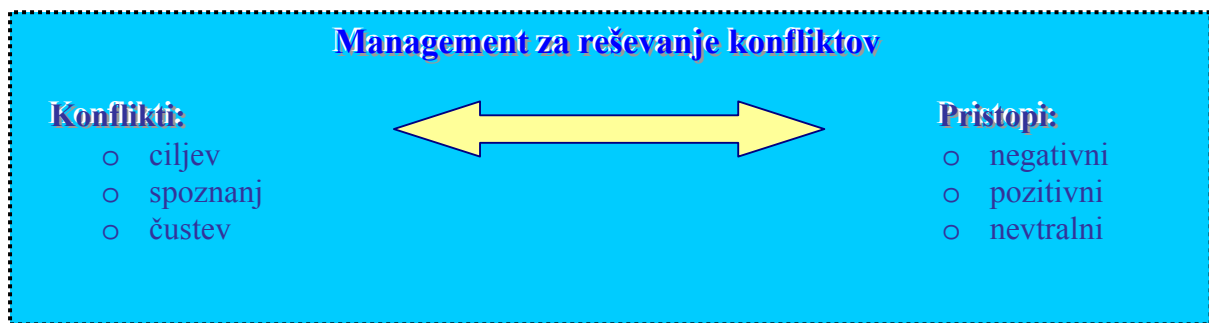 Management za reševanje konfliktov
Konflikti:
o ciljev
o spoznanj
o čustev
Pristopi:
o negativni
o pozitivni
o nevtralni